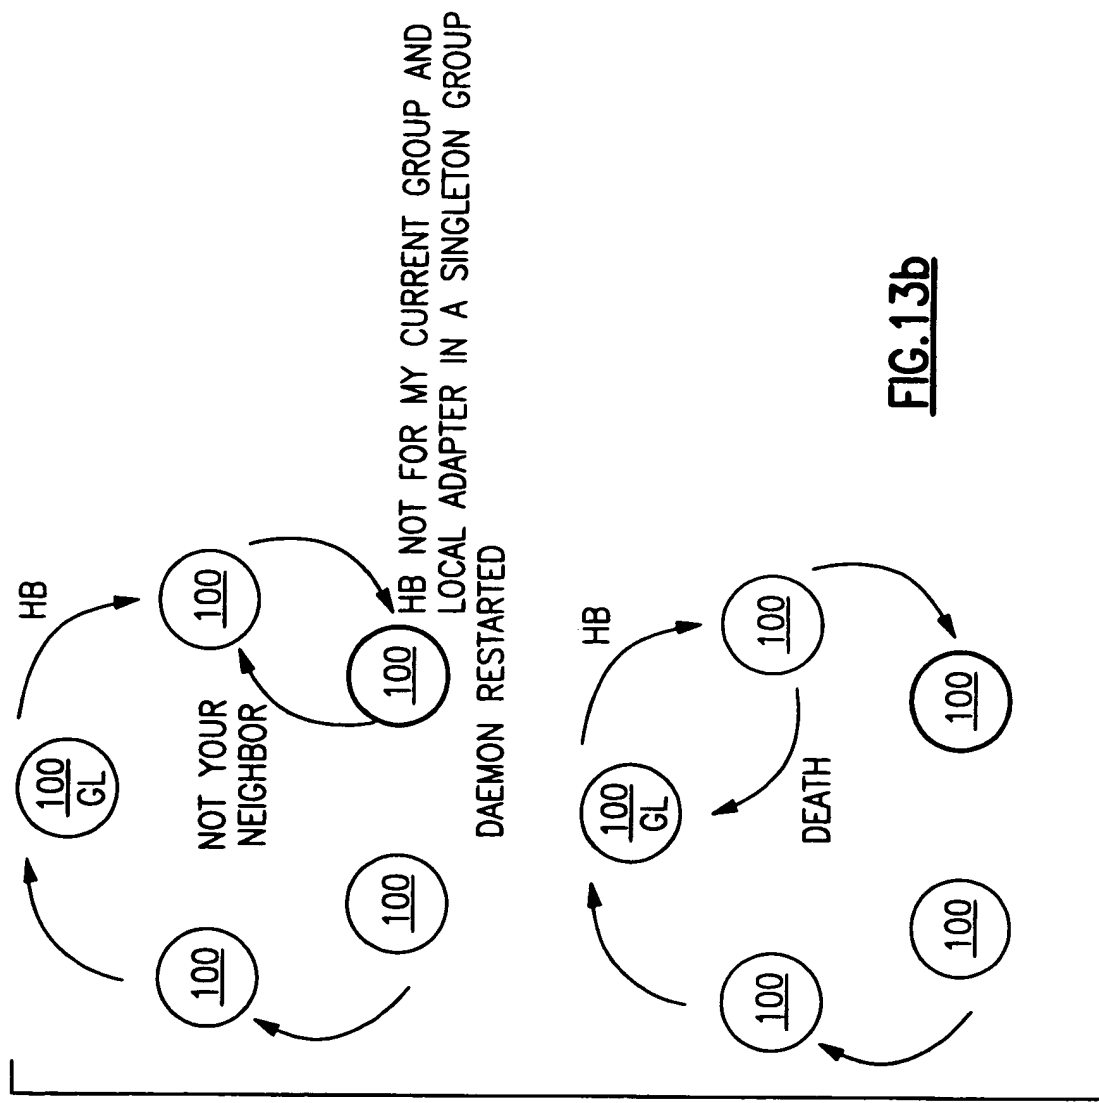 HB
100
GL
100
NOT YOUR
NEIGHBOR
100
100
100
HB NOT FOR MY CURRENT GROUP AND
LOCAL ADAPTER IN A SINGLETON GROUP
DAEMON RESTARTED
HB
100
GL
100
100
DEATH
100
100
FIG.13b